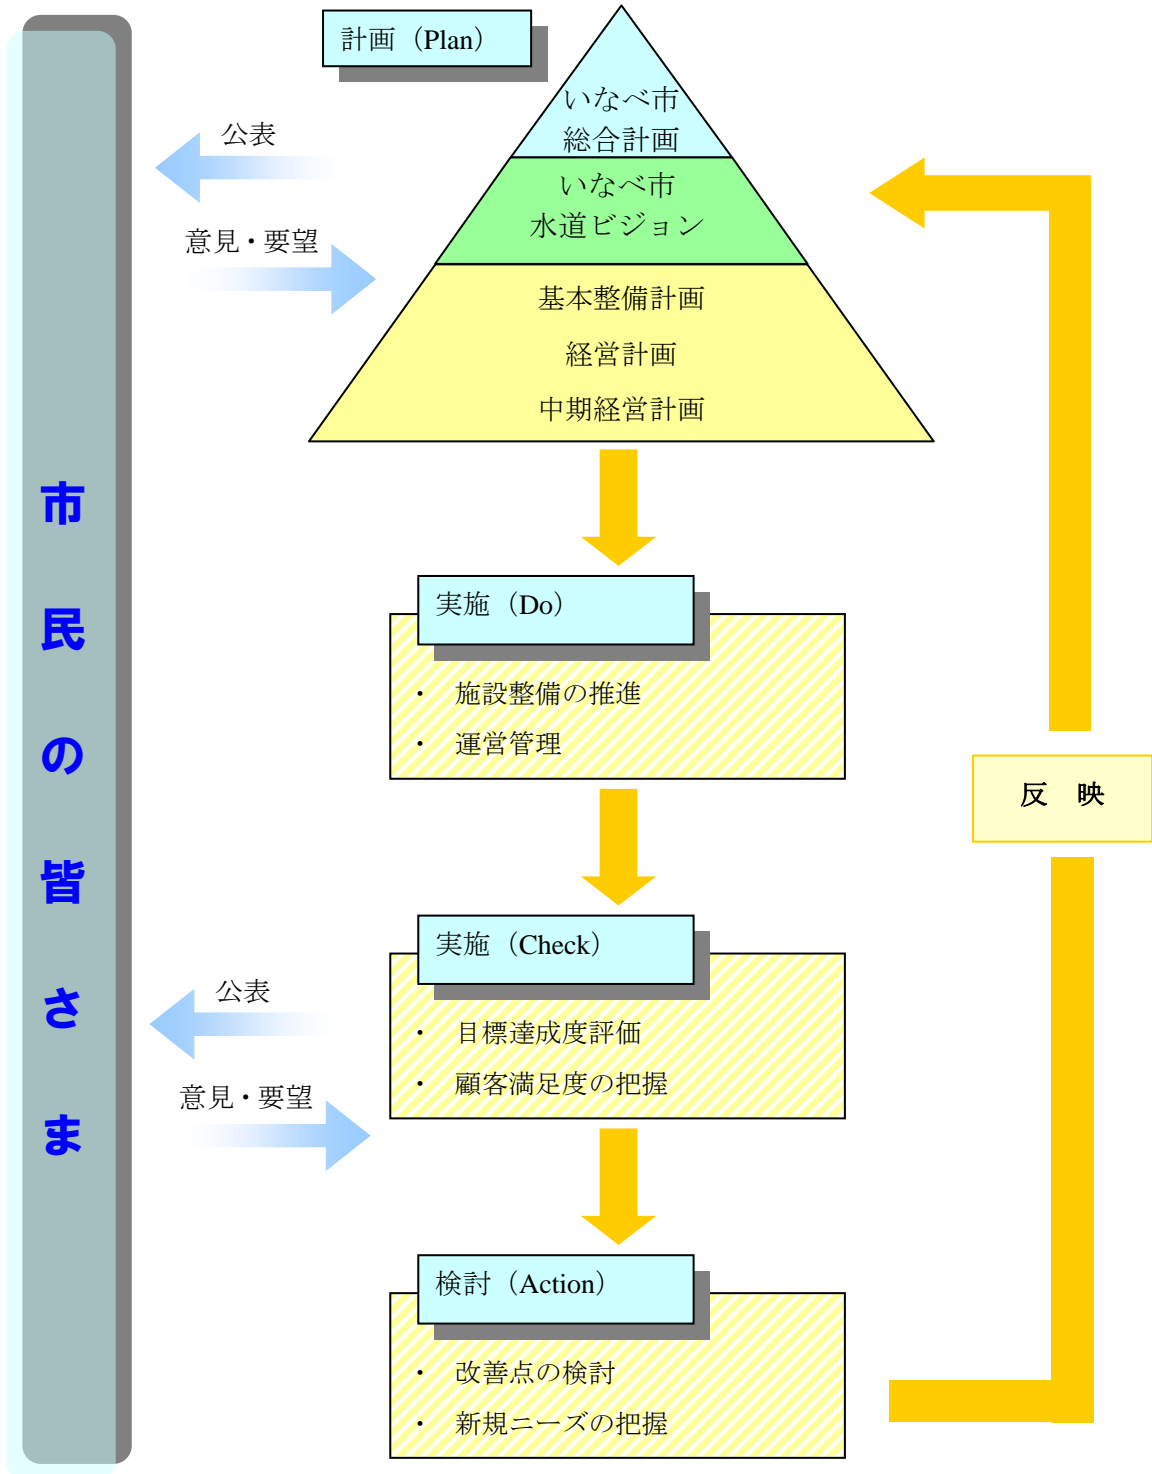 計画（Plan）
いなべ市
総合計画
いなべ市
水道ビジョン
基本整備計画
経営計画
中期経営計画
公表
意見・要望
市民の皆さま
実施（Do）
・ 施設整備の推進
・ 運営管理
反 映
実施（Check）
・ 目標達成度評価
・ 顧客満足度の把握
公表
意見・要望
検討（Action）
・ 改善点の検討
・ 新規ニーズの把握